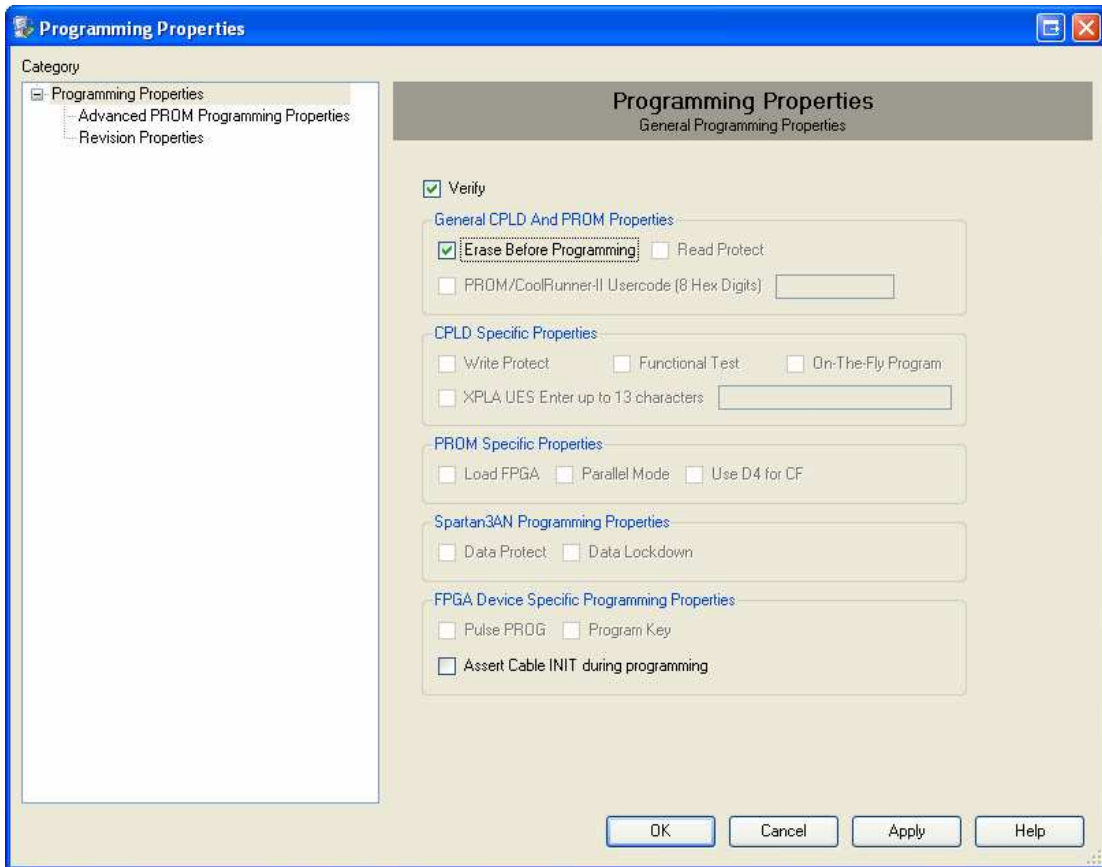 Programming Properties
Category
Programming Properties
Advanced PROM Programming Properties
Revision Properties
Programming Properties
General Programming Properties
Verify
General CPLD And PROM Properties
Erase Before Programming Read Protect
PROM/CoolRunner-II Usercode (8 Hex Digits)
CPLD Specific Properties
Write Protect Functional Test On-The-Fly Program
XPLA UES Enter up to 13 characters
PROM Specific Properties
Load FPGA Parallel Mode Use D4 for CF
Spartan3AN Programming Properties
Data Protect Data Lockdown
FPGA Device Specific Programming Properties
Pulse PROG Program Key
Assert Cable INIT during programming
OK Cancel Apply Help